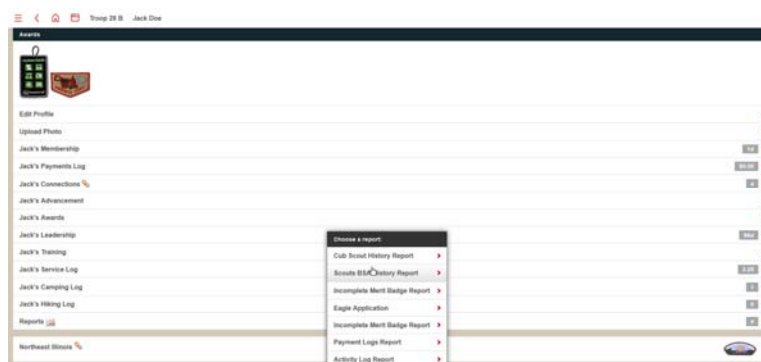 Troop 28 B Jack Doe
Awards
Edit Profile
Upload Photo
Jack's Membership
Jack's Payments Log
Jack's Connections
Jack's Advancement
Jack's Awards
Jack's Leadership
Jack's Training
Jack's Service Log
Jack's Camping Log
Jack's Hiking Log
Reports
Northeast Illinois
Choose a report:
Cub Scout History Report
Scouts BSA History Report
Incomplete Merit Badge Report
Eagle Application
Incomplete Merit Badge Report
Payment Logs Report
Activity Log Report